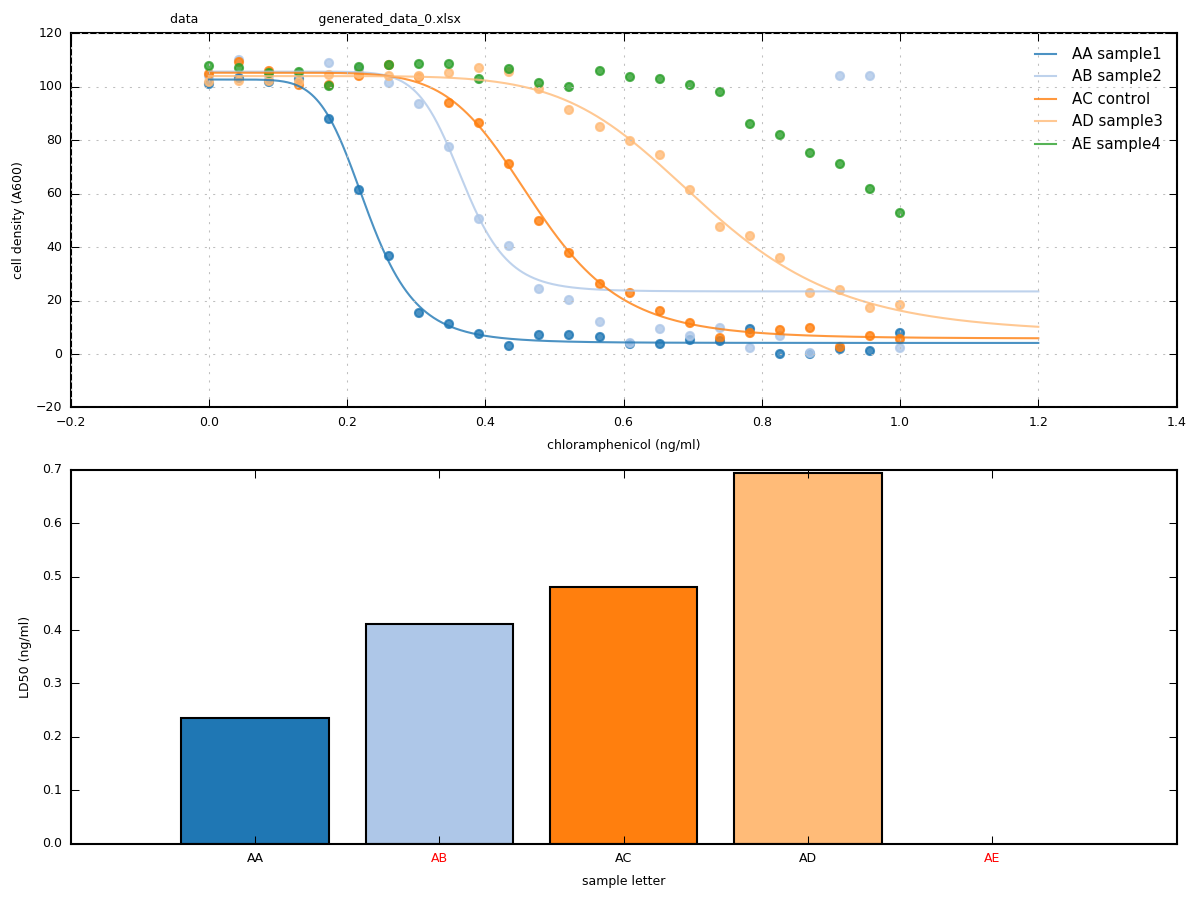 data generated_data_0.xlsx
120
100
80
60
40
20
0
−20
cell density (A600)
AA sample1
AB sample2
AC control
AD sample3
AE sample4
−0.2 0.0 0.2 0.4 0.6 0.8 1.0 1.2 1.4
chloramphenicol (ng/ml)
0.7
0.6
0.5
0.4
0.3
0.2
0.1
0.0
LD50 (ng/ml)
AA AB AC AD AE
sample letter